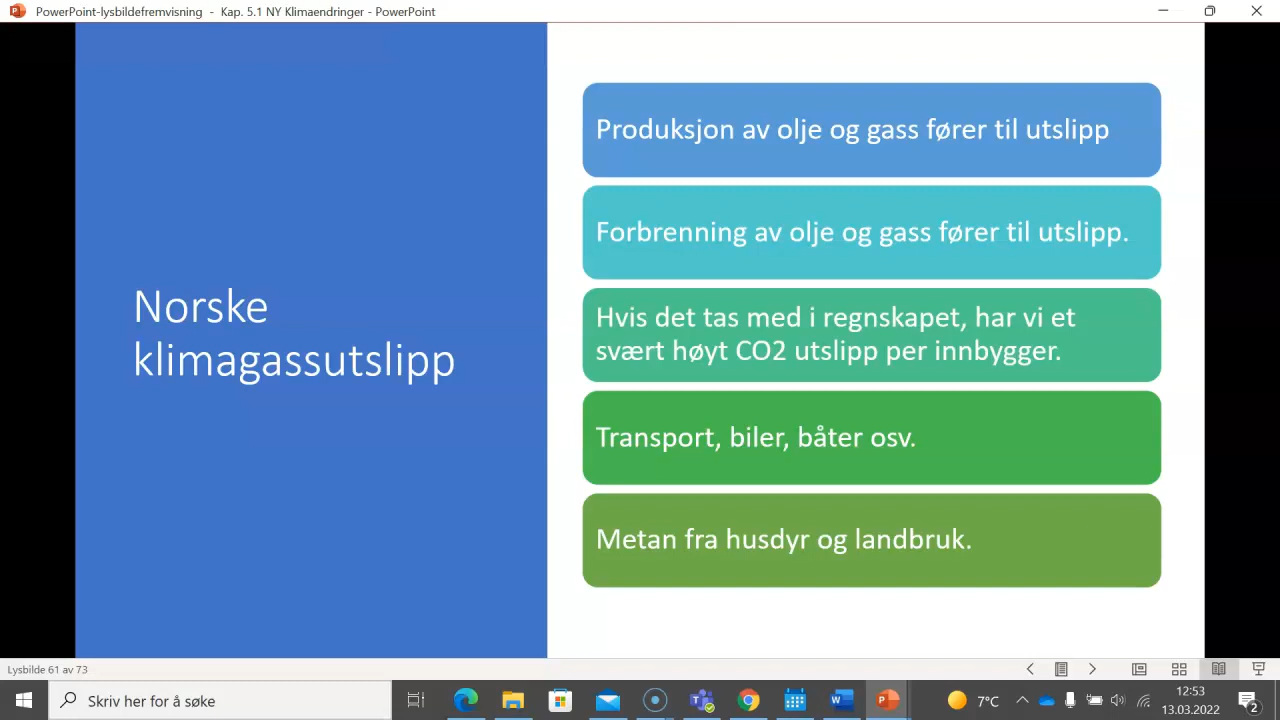 PowerPoint-lysbildefremvisning - Kap. 5.1 NY Klimaendringer - PowerPoint
Norske
klimagassutslipp
Produksjon av olje og gass fører til utslipp
Forbrenning av olje og gass fører til utslipp.
Hvis det tas med i regnskapet, har vi et
svært høyt CO2 utslipp per innbygger.
Transport, biler, båter osv.
Metan fra husdyr og landbruk.
Lysbilde 61 av 73
Skriv her for å søke
7°C
12:53
13.03.2022
2